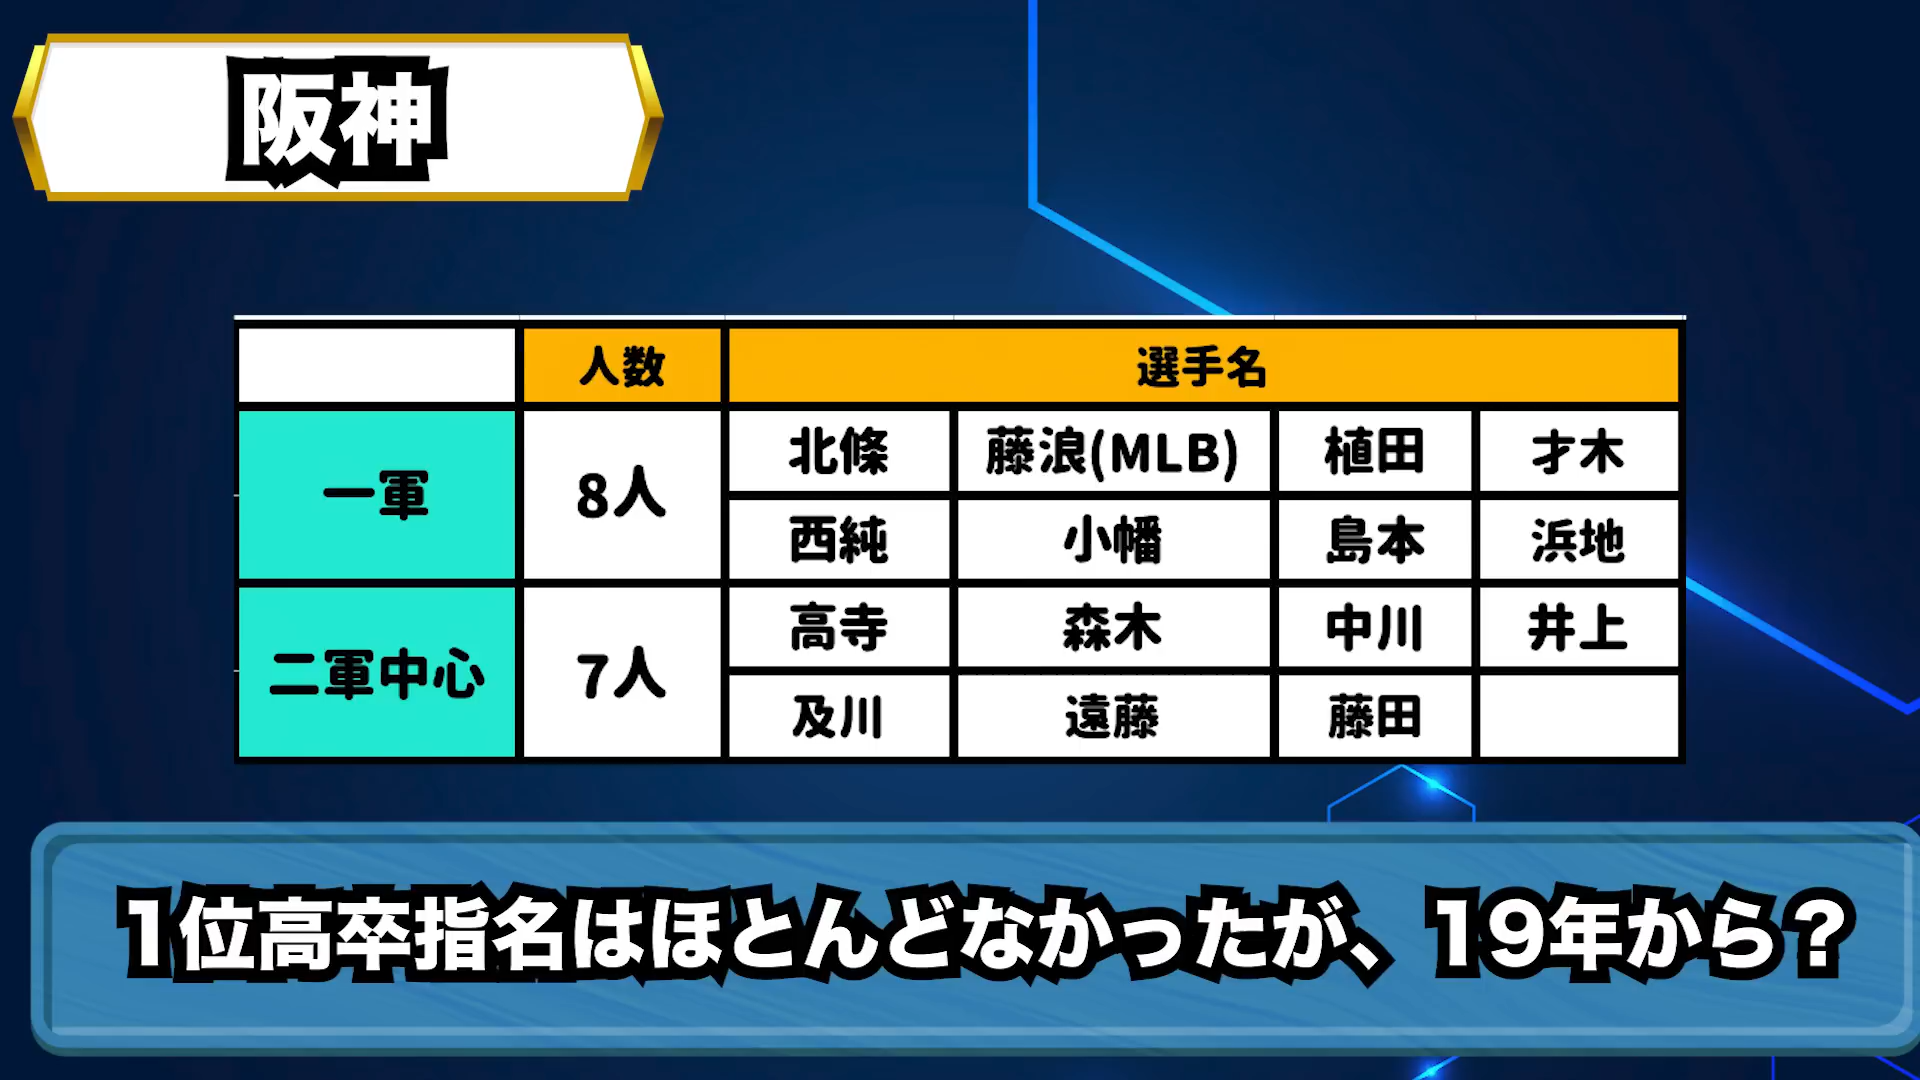 阪神
人数 選手名
一軍 8人 北條 藤浪(MLB) 植田 才木
西純 小幡 島本 浜地
二軍中心 7人 高寺 森木 中川 井上
及川 遠藤 藤田
1位高卒指名はほとんどなかったが、19年から？